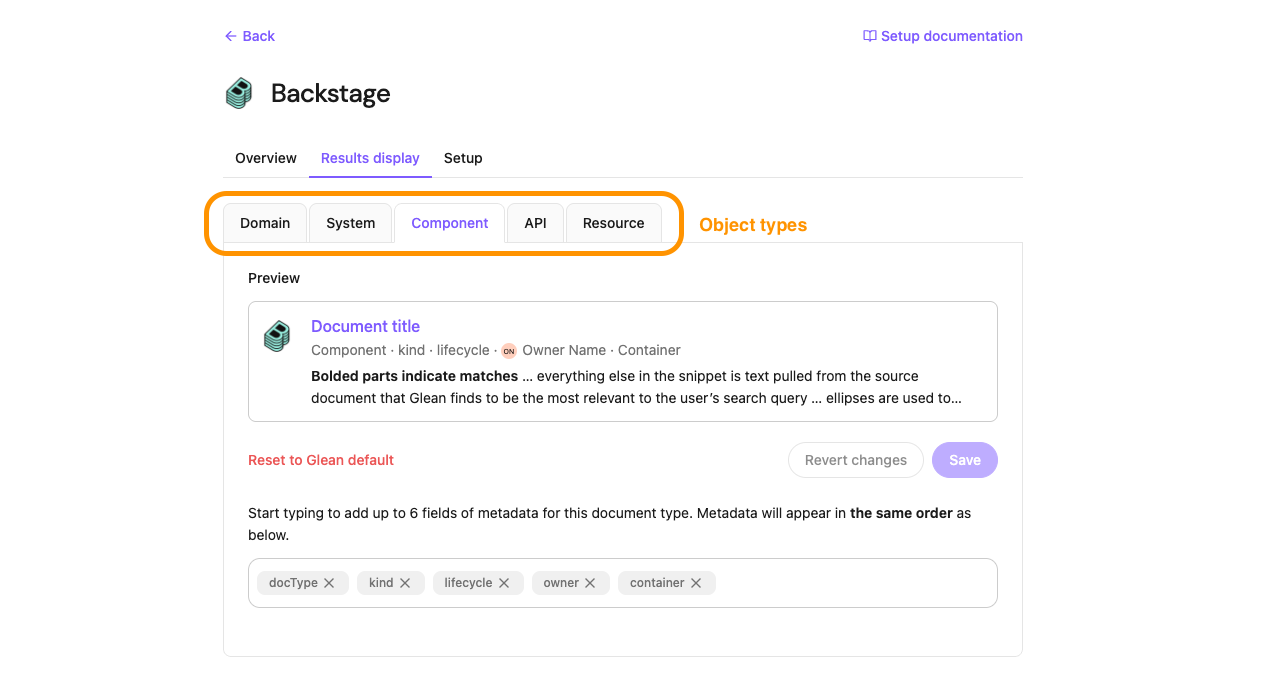 Back
Setup documentation
Backstage
Overview Results display Setup
Domain System Component API Resource Object types
Preview
Document title
Component · kind · lifecycle · ON Owner Name · Container
Bolded parts indicate matches ... everything else in the snippet is text pulled from the source
document that Glean finds to be the most relevant to the user’s search query ... ellipses are used to...
Reset to Glean default Revert changes Save
Start typing to add up to 6 fields of metadata for this document type. Metadata will appear in the same order as
below.
docType kind lifecycle owner container